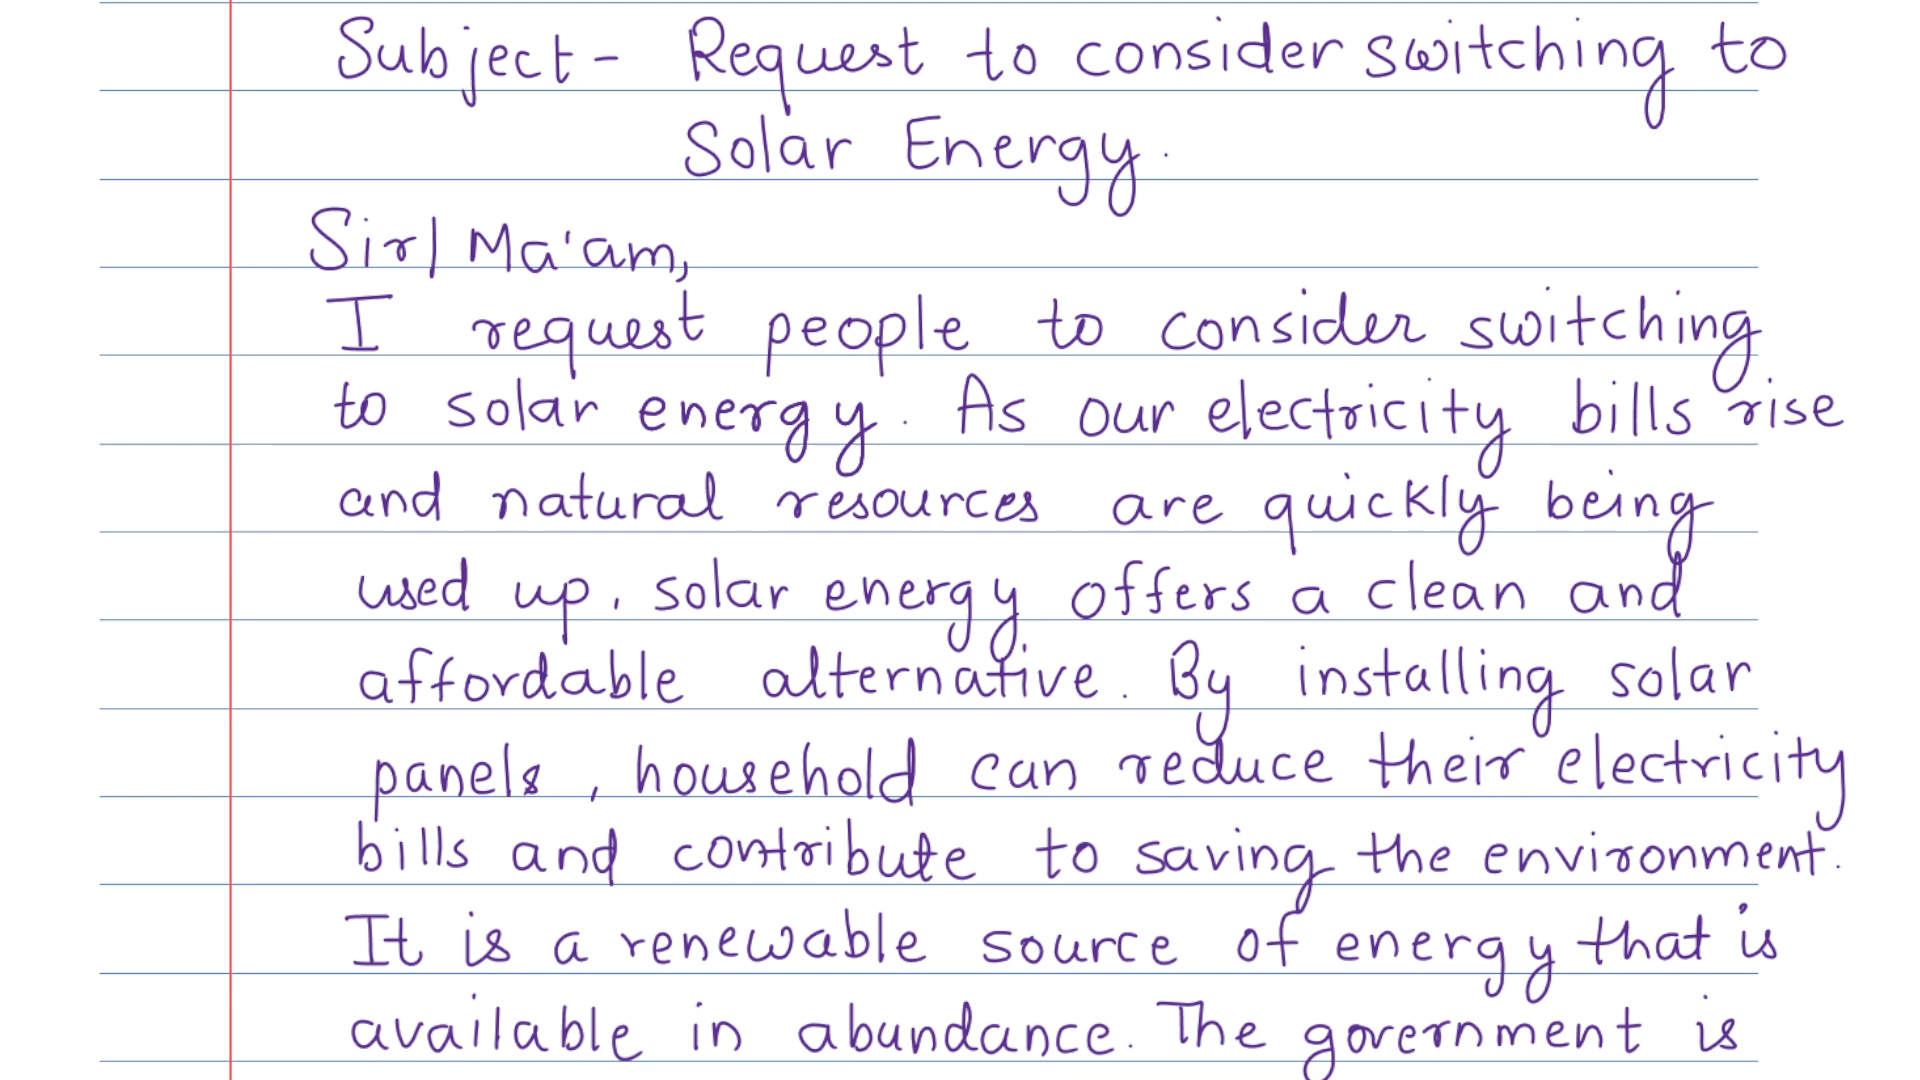 Subject - Request to consider switching to
Solar Energy.
Sir/ Ma'am,
I request people to consider switching
to solar energy. As our electricity bills rise
and natural resources are quickly being
used up, solar energy offers a clean and
affordable alternative. By installing solar
panels, household can reduce their electricity
bills and contribute to saving the environment.
It is a renewable source of energy that is
available in abundance. The government is